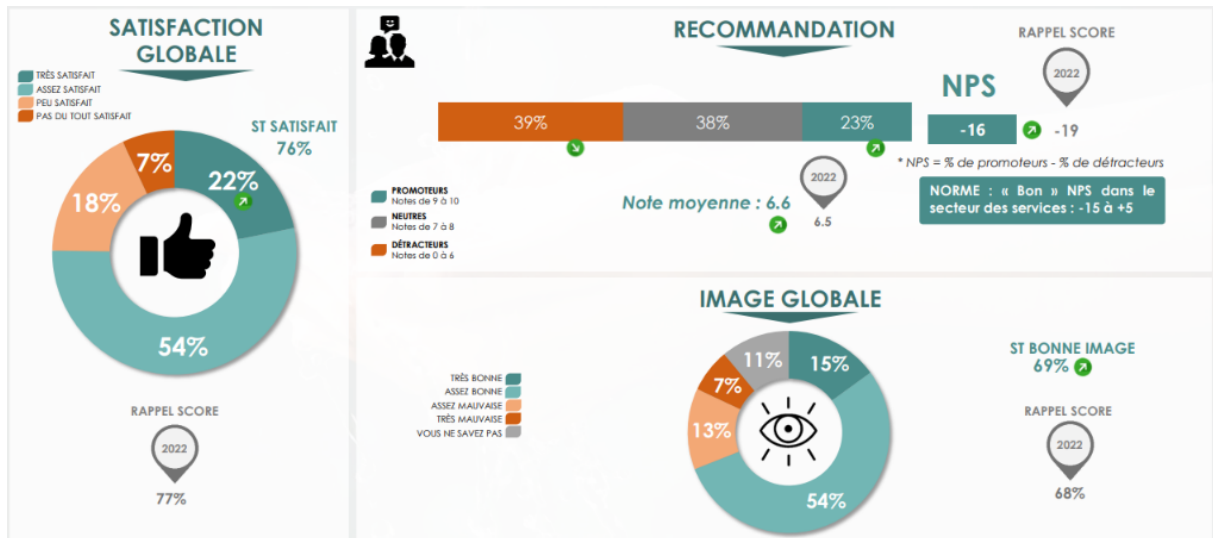 SATISFACTION
GLOBALE
TRÈS SATISFAIT
ASSEZ SATISFAIT
PEU SATISFAIT
PAS DU TOUT SATISFAIT
ST SATISFAIT
76%
7%
22%
18%
54%
RAPPEL SCORE
2022
77%
RECOMMANDATION
RAPPEL SCORE
2022
NPS
39%
38%
23%
-16
-19
* NPS = % de promoteurs - % de détracteurs
PROMOTEURS
Notes de 9 à 10
NEUTRES
Notes de 7 à 8
DÉTRACTEURS
Notes de 0 à 6
Note moyenne : 6.6
2022
6.5
NORME : « Bon » NPS dans le
secteur des services : -15 à +5
IMAGE GLOBALE
TRÈS BONNE
ASSEZ BONNE
ASSEZ MAUVAISE
TRÈS MAUVAISE
VOUS NE SAVEZ PAS
11%
15%
7%
13%
54%
ST BONNE IMAGE
69%
RAPPEL SCORE
2022
68%